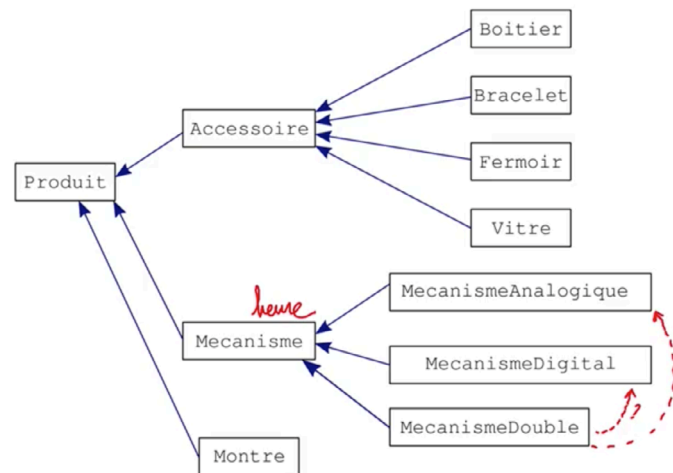 Boitier
Bracelet
Accessoire
Fermoir
Produit
Vitre
heure
MecanismeAnalogique
Mecanisme
MecanismeDigital
?
MecanismeDouble
Montre